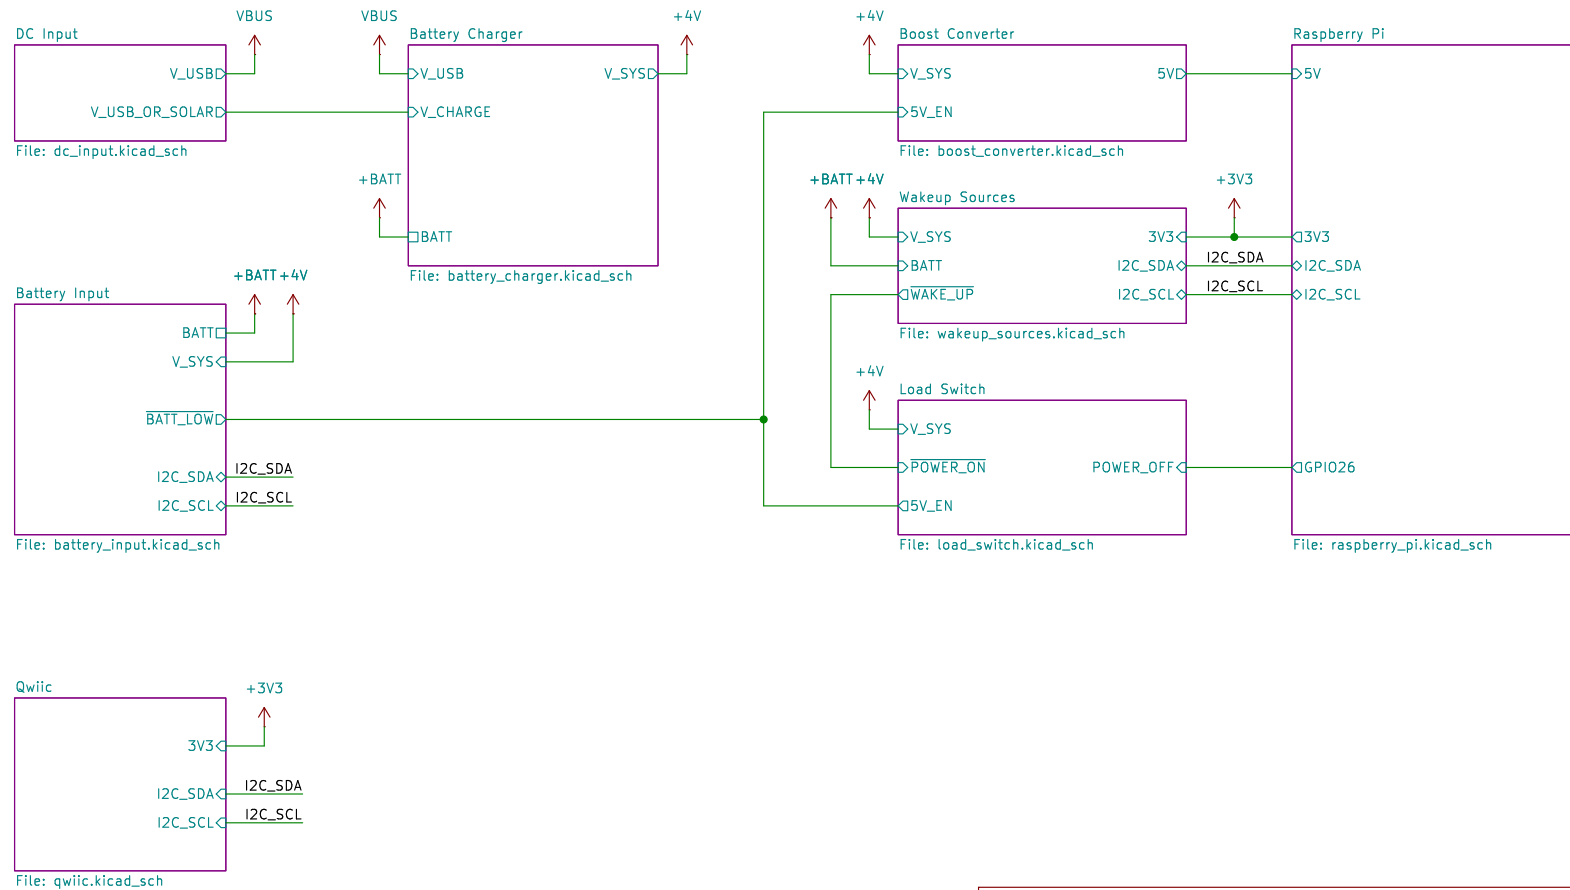 VBUS
DC Input
V_USB
V_USB_OR_SOLAR
File: dc_input.kicad_sch
VBUS
+4V
Battery Charger
V_USB
V_SYS
V_CHARGE
+BATT
BATT
File: battery_charger.kicad_sch
+BATT +4V
Battery Input
BATT
V_SYS
BATT_LOW
I2C_SDA I2C_SDA
I2C_SCL I2C_SCL
File: battery_input.kicad_sch
+4V
Boost Converter
V_SYS
5V
5V_EN
File: boost_converter.kicad_sch
+BATT +4V
Wakeup Sources
+3V3
V_SYS
3V3
BATT
I2C_SDA I2C_SDA
WAKE_UP
I2C_SCL I2C_SCL
File: wakeup_sources.kicad_sch
+4V
Load Switch
V_SYS
POWER_ON
POWER_OFF
5V_EN
File: load_switch.kicad_sch
Raspberry Pi
5V
3V3
I2C_SDA
I2C_SCL
GPIO26
File: raspberry_pi.kicad_sch
Qwiic
+3V3
3V3
I2C_SDA I2C_SDA
I2C_SCL I2C_SCL
File: qwiic.kicad_sch